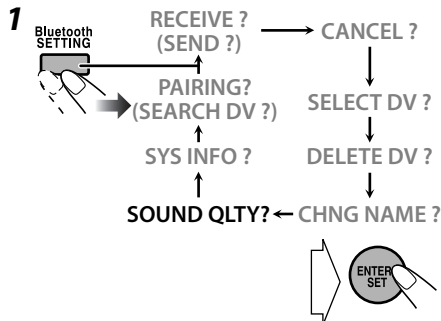 1
Bluetooth
SETTING
RECEIVE ?
(SEND ?)
CANCEL ?
PAIRING?
(SEARCH DV ?)
SELECT DV ?
SYS INFO ?
DELETE DV ?
SOUND QLTY?
CHNG NAME ?
ENTER
SET